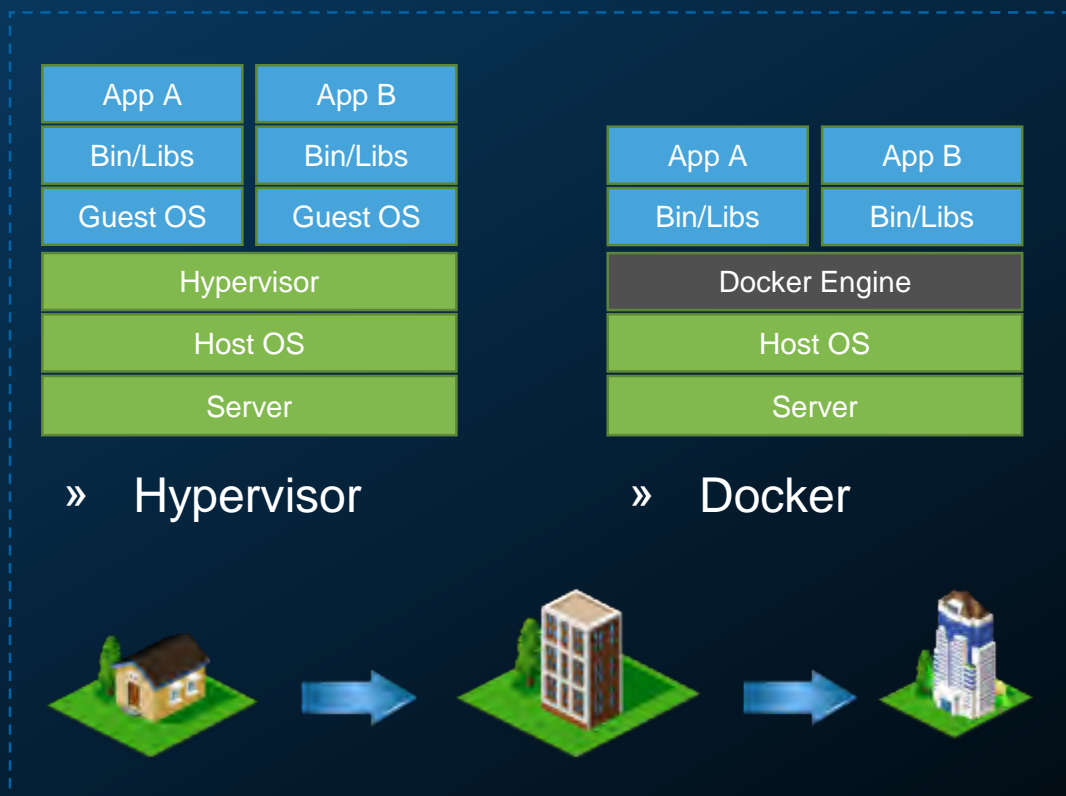 App A App B
Bin/Libs Bin/Libs
Guest OS Guest OS
Hypervisor
Host OS
Server
» Hypervisor
App A App B
Bin/Libs Bin/Libs
Docker Engine
Host OS
Server
» Docker